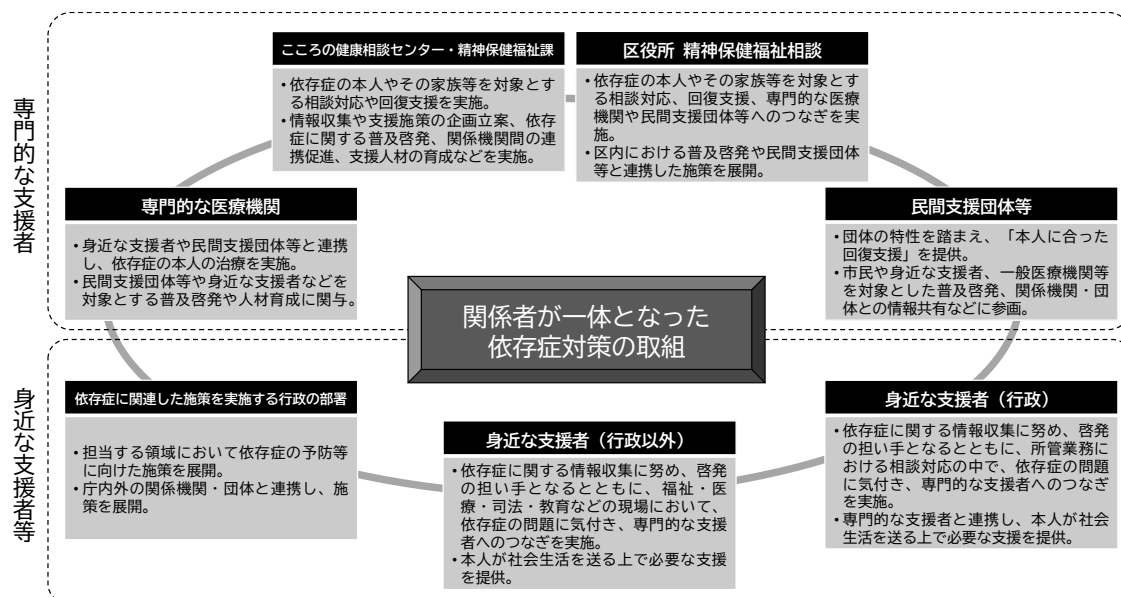 専門的な支援者
こころの健康相談センター・精神保健福祉課
・依存症の本人やその家族等を対象とす
る相談対応や回復支援を実施。
・情報収集や支援施策の企画立案、依存
症に関する普及啓発、関係機関間の連
携促進、支援人材の育成などを実施。
区役所 精神保健福祉相談
・依存症の本人やその家族等を対象とす
る相談対応、回復支援、専門的な医療
機関や民間支援団体等へのつなぎを実
施。
・区内における普及啓発や民間支援団体
等と連携した施策を展開。
専門的な医療機関
・身近な支援者や民間支援団体等と連携
し、依存症の本人の治療を実施。
・民間支援団体等や身近な支援者などを
対象とする普及啓発や人材育成に関与。
民間支援団体等
・団体の特性を踏まえ、「本人に合った
回復支援」を提供。
・市民や身近な支援者、一般医療機関等
を対象とした普及啓発、関係機関・団
体との情報共有などに参画。
関係者が一体となった
依存症対策の取組
身近な支援者等
依存症に関連した施策を実施する行政の部署
・担当する領域において依存症の予防等
に向けた施策を展開。
・庁内外の関係機関・団体と連携し、施
策を展開。
身近な支援者（行政以外）
・依存症に関する情報収集に努め、啓発
の担い手となるとともに、福祉・医
療・司法・教育などの現場において、
依存症の問題に気付き、専門的な支援
者へのつなぎを実施。
・本人が社会生活を送る上で必要な支援
を提供。
身近な支援者（行政）
・依存症に関する情報収集に努め、啓発
の担い手となるとともに、所管業務に
おける相談対応の中で、依存症の問題
に気付き、専門的な支援者へのつなぎ
を実施。
・専門的な支援者と連携し、本人が社会
生活を送る上で必要な支援を提供。